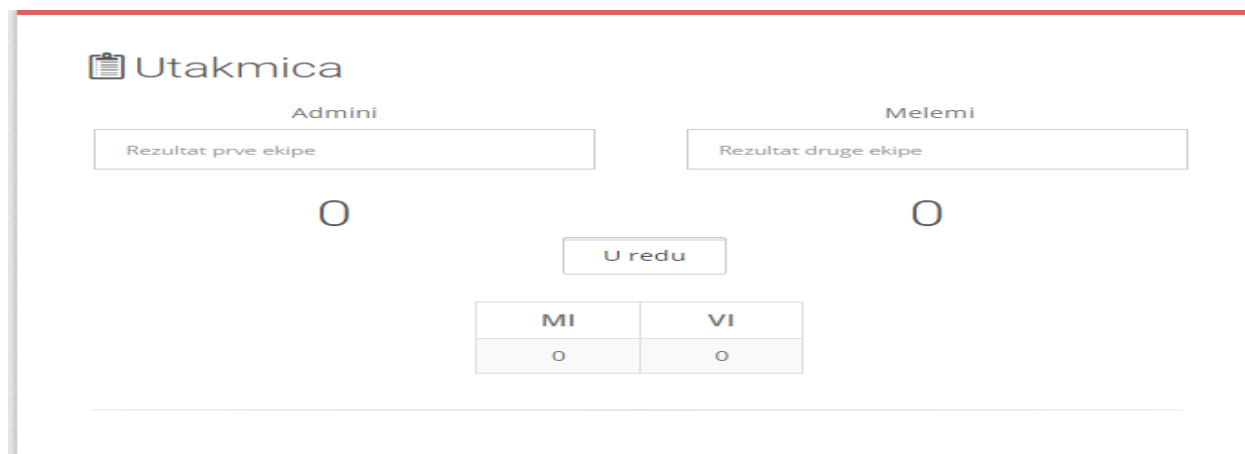 Utakmica
Admini Melemi
Rezultat prve ekipe Rezultat druge ekipe
0 0
U redu
MI VI
0 0